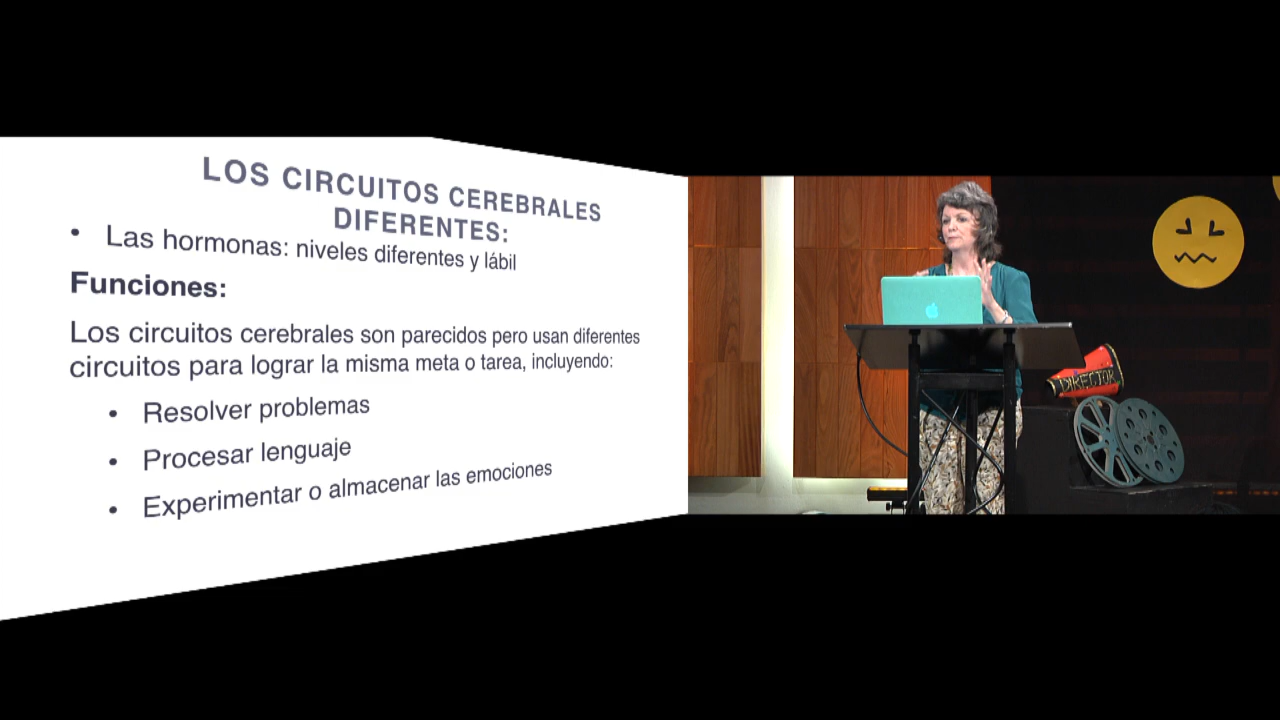 LOS CIRCUITOS CEREBRALES
DIFERENTES:
• Las hormonas: niveles diferentes y lábil
Funciones:
Los circuitos cerebrales son parecidos pero usan diferentes
circuitos para lograr la misma meta o tarea, incluyendo:
• Resolver problemas
• Procesar lenguaje
• Experimentar o almacenar las emociones
DIRECTOR